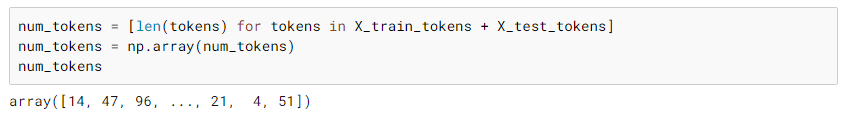 num_tokens = [len(tokens) for tokens in X_train_tokens + X_test_tokens]
num_tokens = np.array(num_tokens)
num_tokens
array([14, 47, 96, ..., 21,  4, 51])